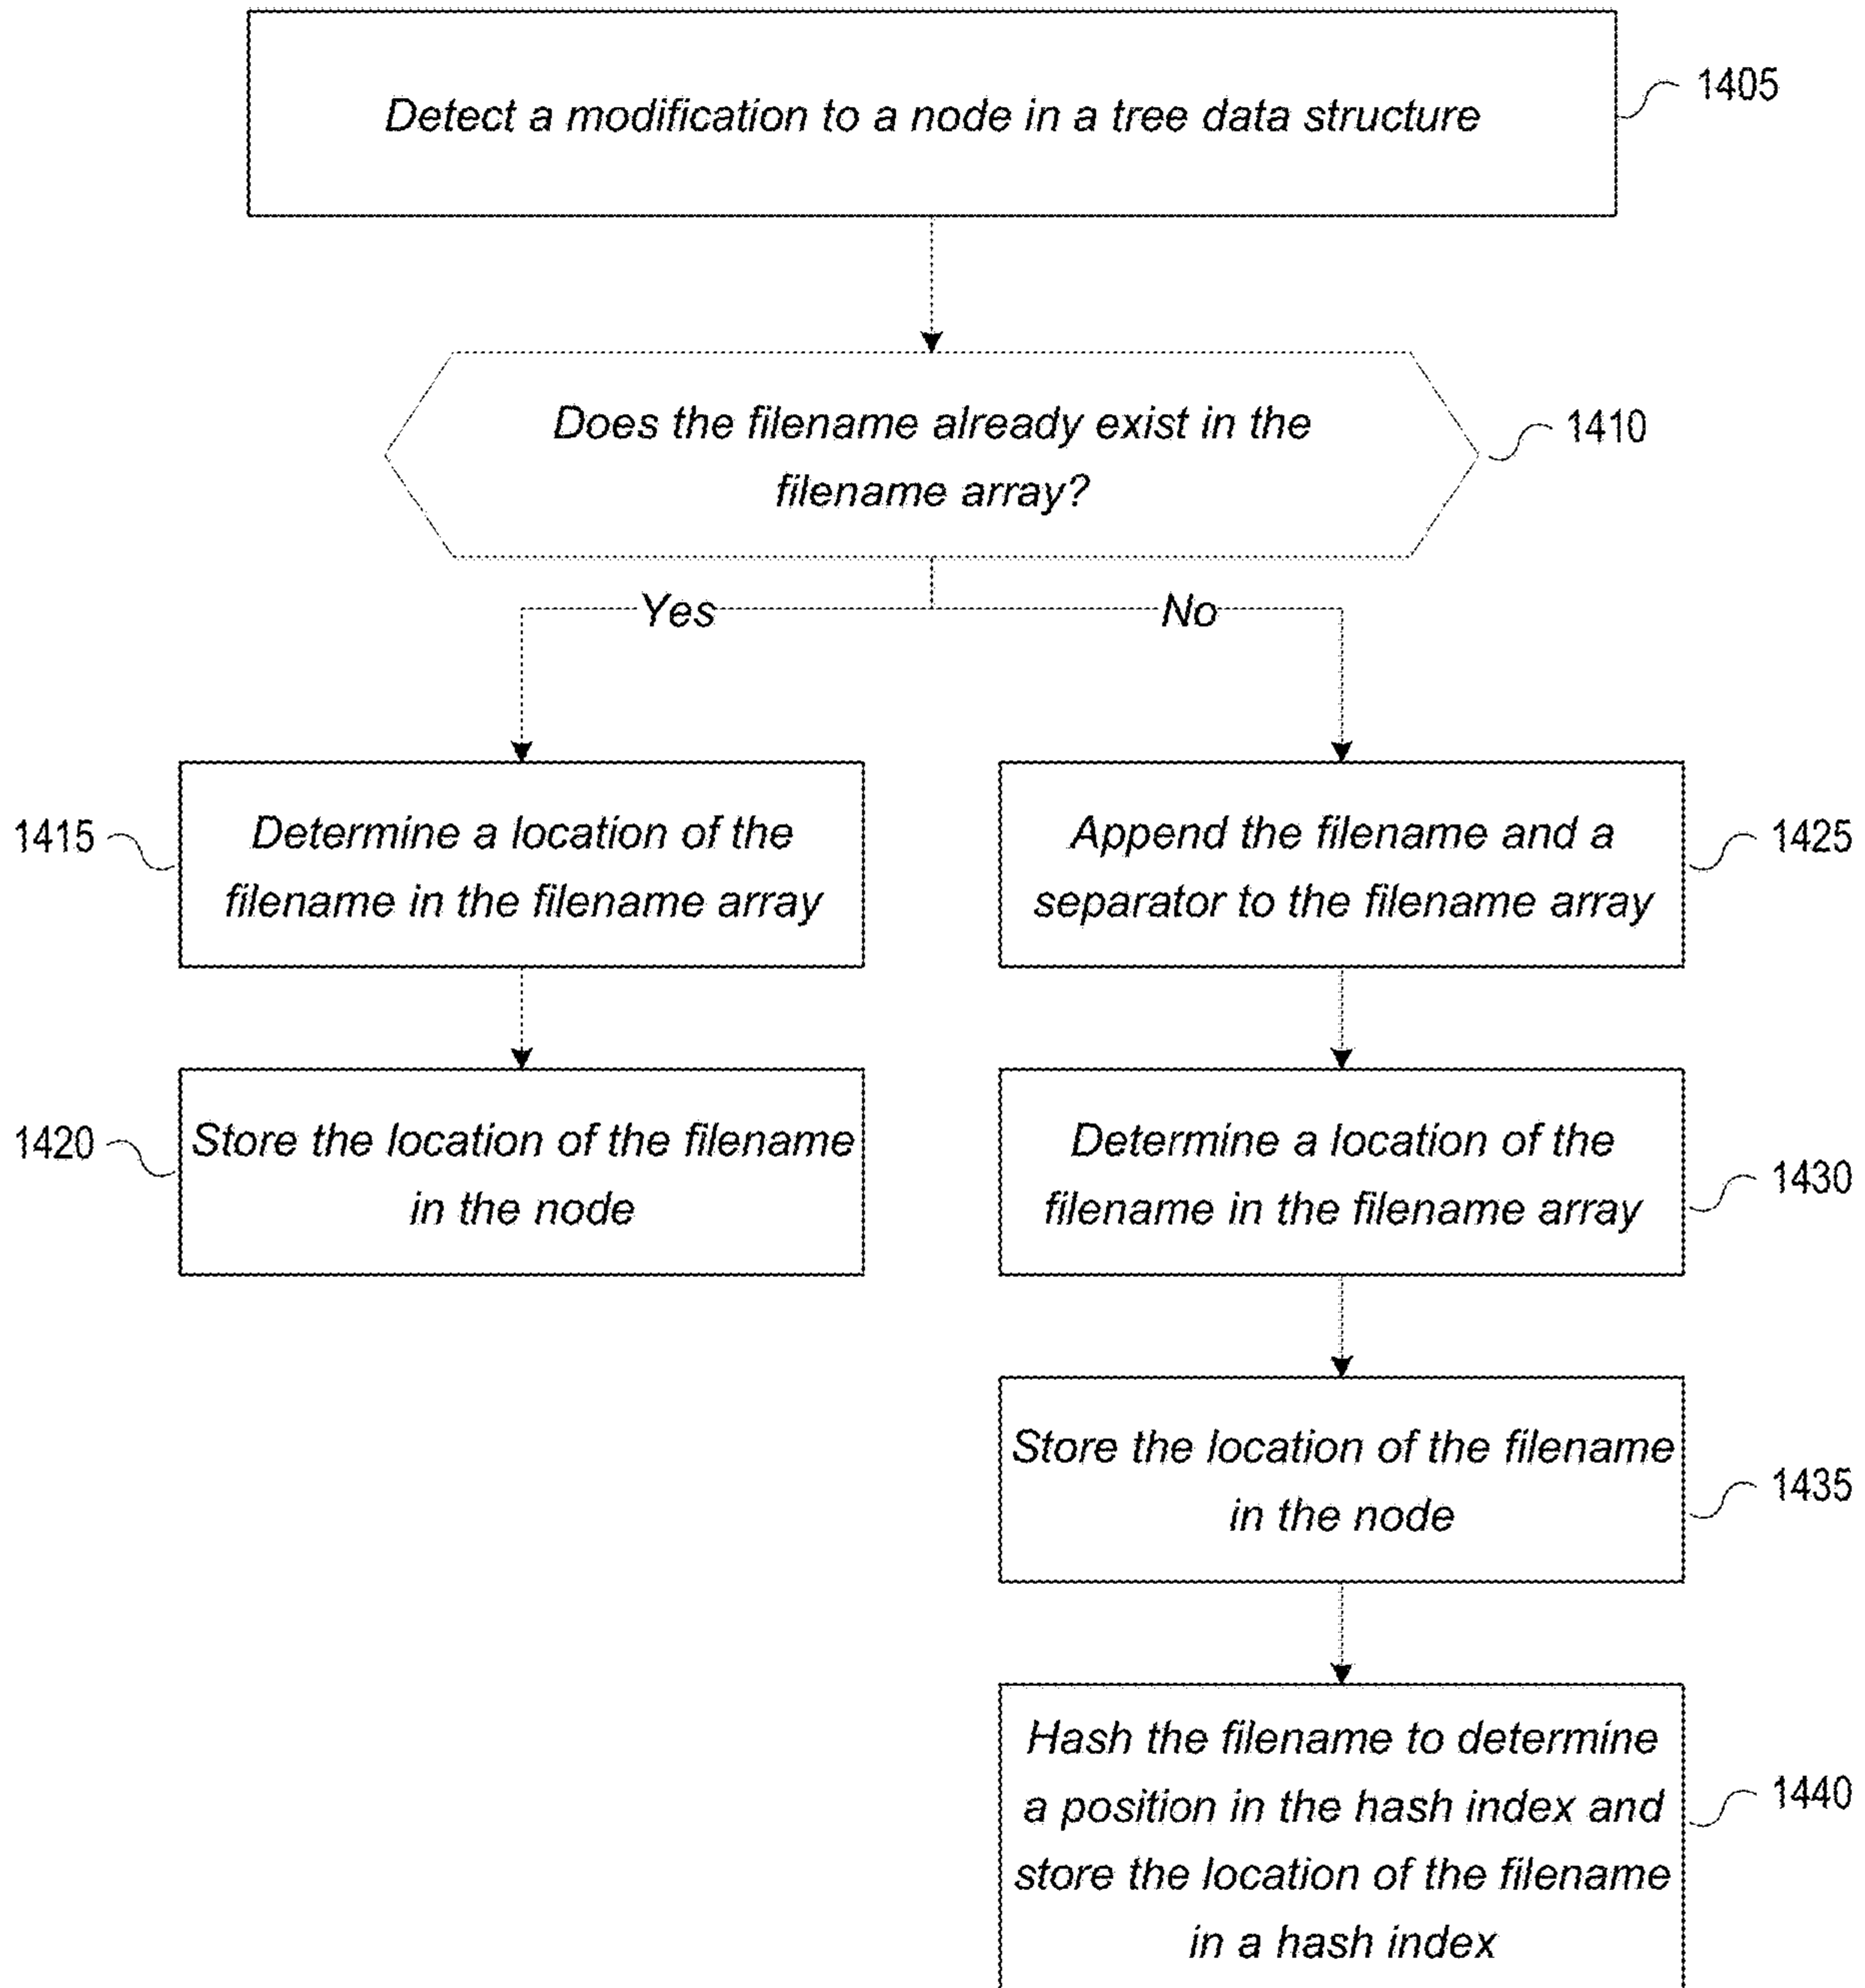 Detect a modification to a node in a tree data structure
1405
Does the filename already exist in the
filename array?
1410
Yes
No
1415
Determine a location of the
filename in the filename array
Append the filename and a
separator to the filename array
1425
1420
Store the location of the filename
in the node
Determine a location of the
filename in the filename array
1430
Store the location of the filename
in the node
1435
Hash the filename to determine
a position in the hash index and
store the location of the filename
in a hash index
1440